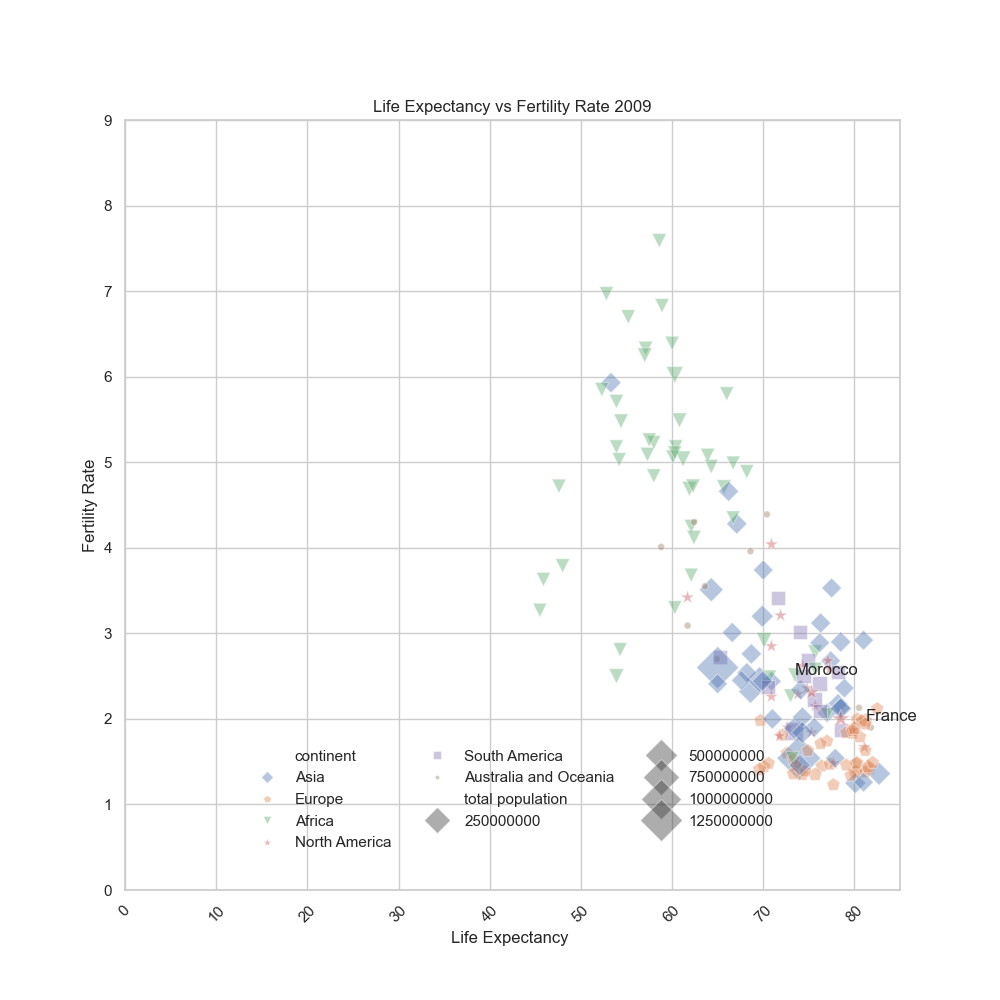 Life Expectancy vs Fertility Rate 2009
9
8
7
6
5
4
3
2
1
0
Fertility Rate
Morocco
France
continent
Asia
Europe
Africa
North America
South America
Australia and Oceania
total population
250000000
500000000
750000000
1000000000
1250000000
0
10
20
30
40
50
60
70
80
Life Expectancy